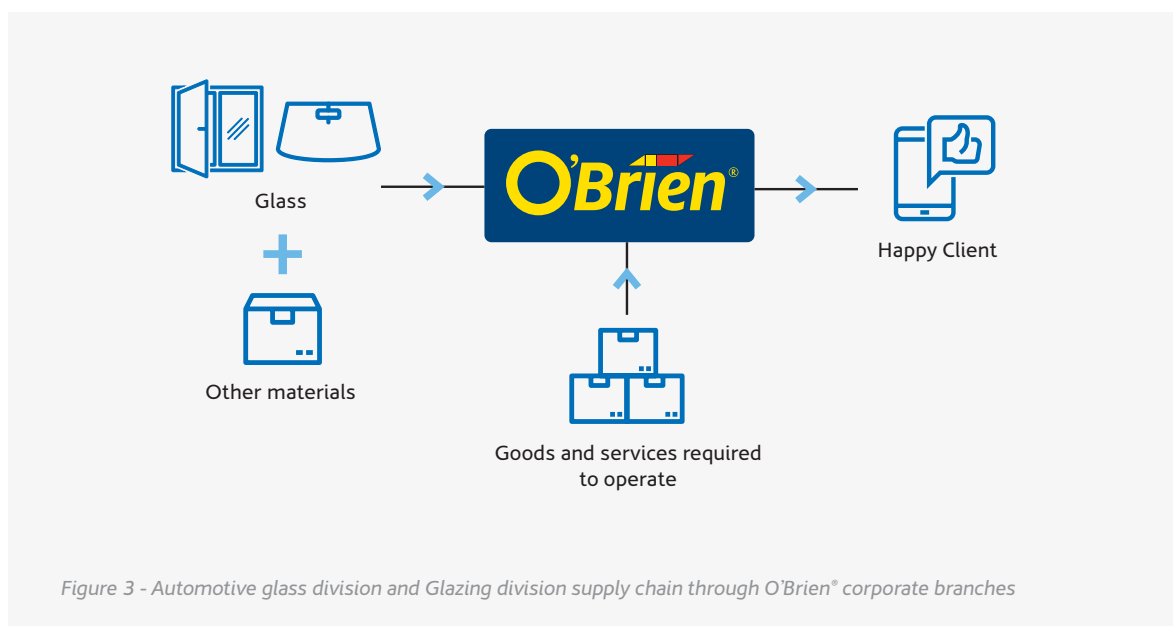 Glass
Other materials
O'Brien®
Goods and services required
to operate
Happy Client
Figure 3 - Automotive glass division and Glazing division supply chain through O'Brien® corporate branches